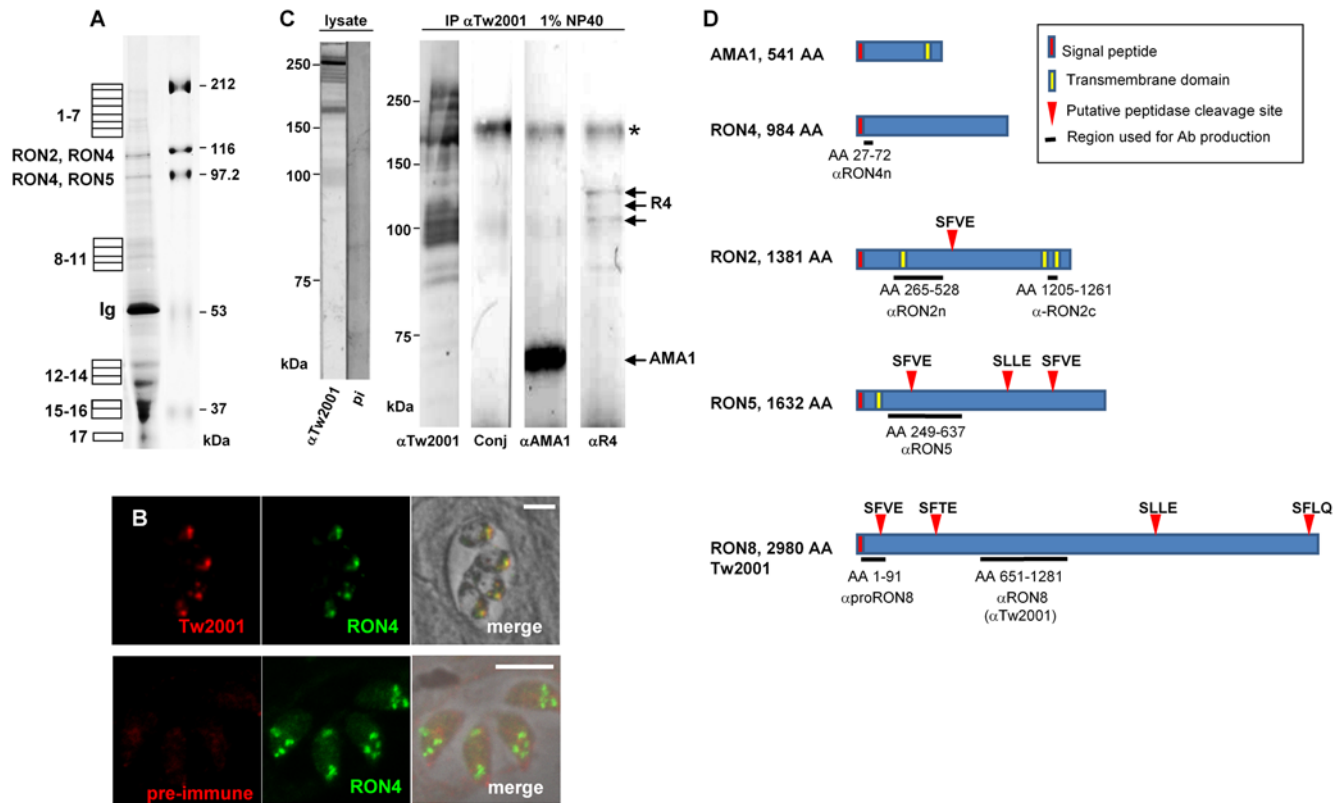 A
212
1-7
RON2, RON4
116
RON4, RON5
97.2
8-11
Ig
53
12-14
15-16
37
17
kDa
C
lysate
IP αTw2001 1% NP40
250
150
100
75
kDa
αTw2001
pi
250
150
100
75
kDa
*
R4
AMA1
αTw2001
Conj
αAMA1
αR4
B
Tw2001
RON4
merge
pre-immune
RON4
merge
D
Signal peptide
Transmembrane domain
Putative peptidase cleavage site
Region used for Ab production
AMA1, 541 AA
RON4, 984 AA
AA 27-72
αRON4n
SFVE
RON2, 1381 AA
AA 265-528
αRON2n
AA 1205-1261
α-RON2c
SFVE
SLLE
SFVE
RON5, 1632 AA
AA 249-637
αRON5
SFVE
SFTE
SLLE
SFLQ
RON8, 2980 AA
Tw2001
AA 1-91
αproRON8
AA 651-1281
αRON8
(αTw2001)